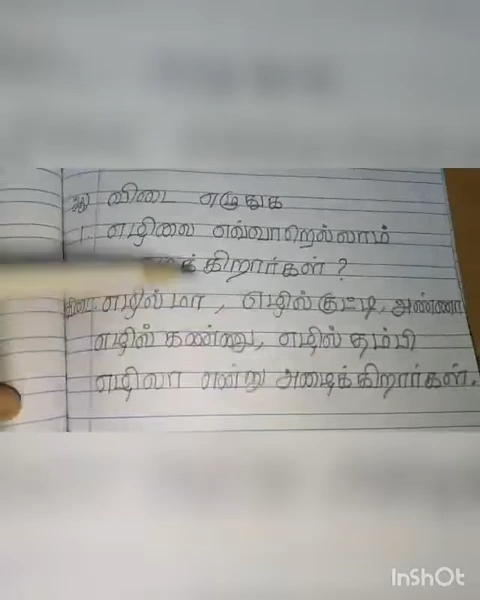 அ) விடை எழுதுக
1. எழிலை எவ்வாறெல்லாம்
க்கிறார்கள் ?
விடை: எழில் மா, எழில் குட்டி, அண்ணா
எழில் கண்ணு, எழில் தம்பி
எழிலா என்று அழைக்கிறார்கள்.
InShOt